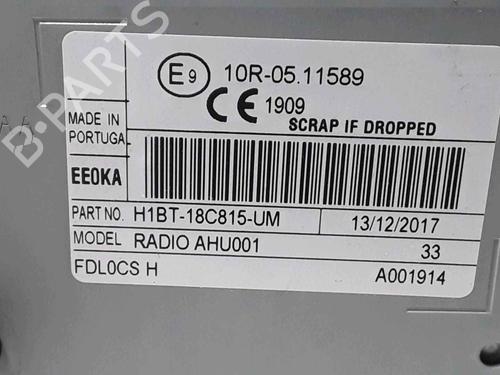 E9 10R-05.11589
CE 1909
SCRAP IF DROPPED
MADE IN
PORTUGA
EE0KA
PART NO. H1BT-18C815-UM 13/12/2017
MODEL RADIO AHU001 33
FDL0CS H A001914
B-PARTS